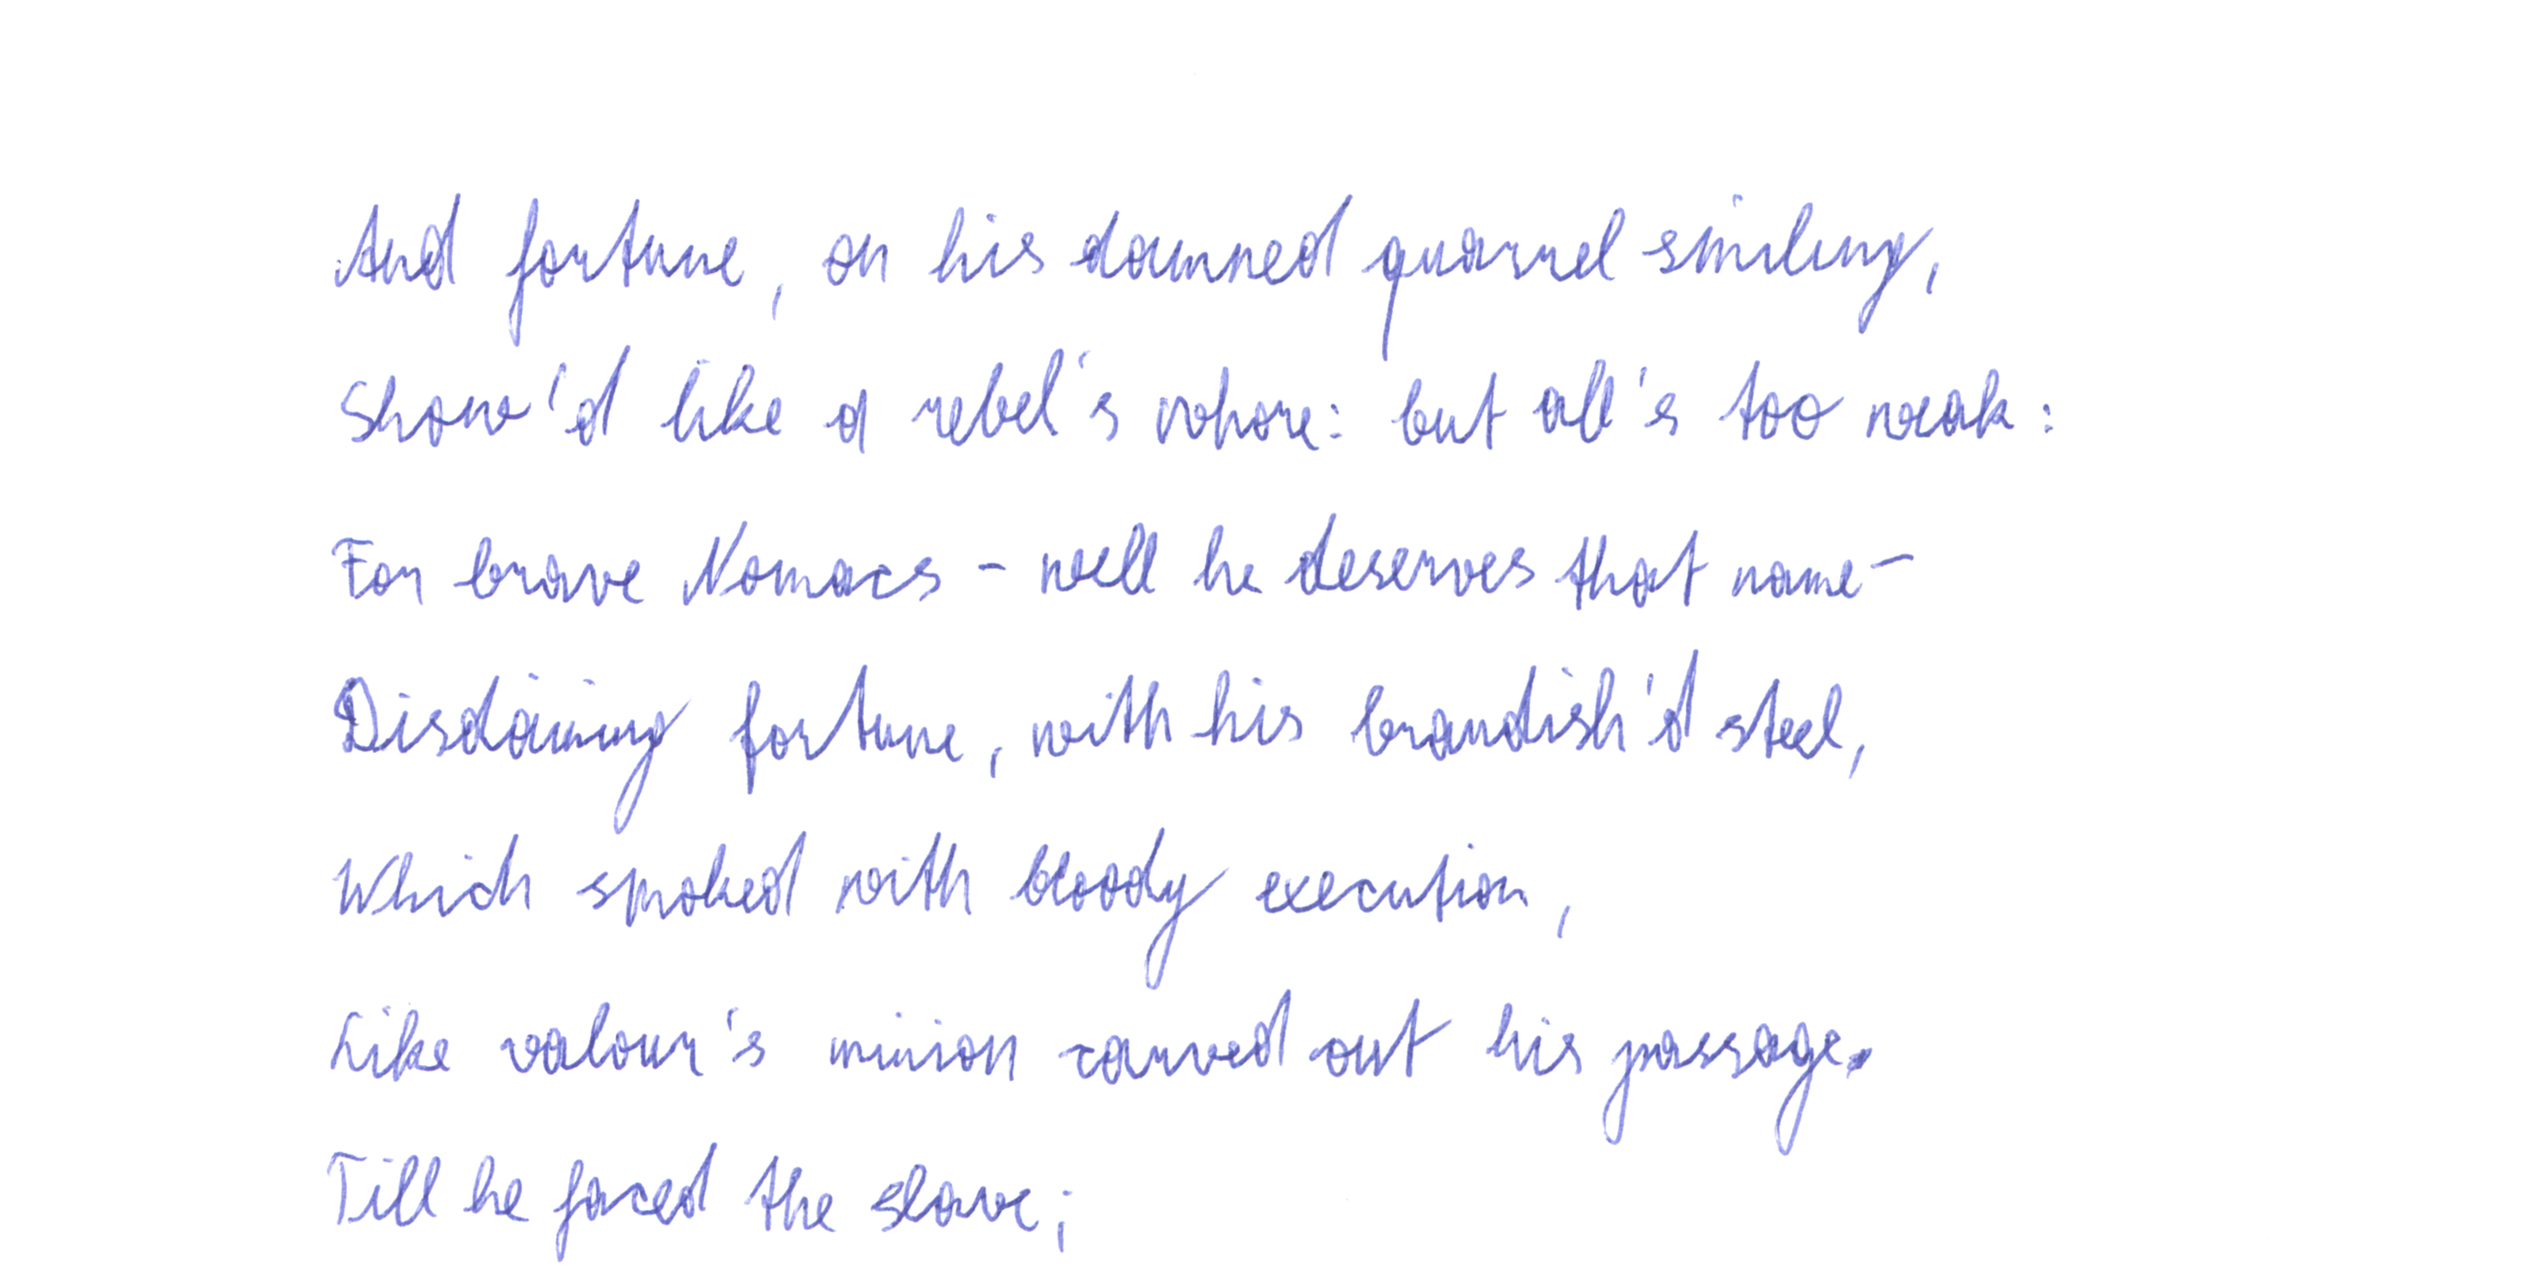 And fortune, on his damned quarrel smiling,
Show'd like a rebel's whore: but all's too weak:
For brave Nomacs - well he deserves that name-
Disdaining fortune, with his brandish'd steel,
Which smoked with bloody execution,
Like valour's minion carved out his passage.
Till he faced the slave;